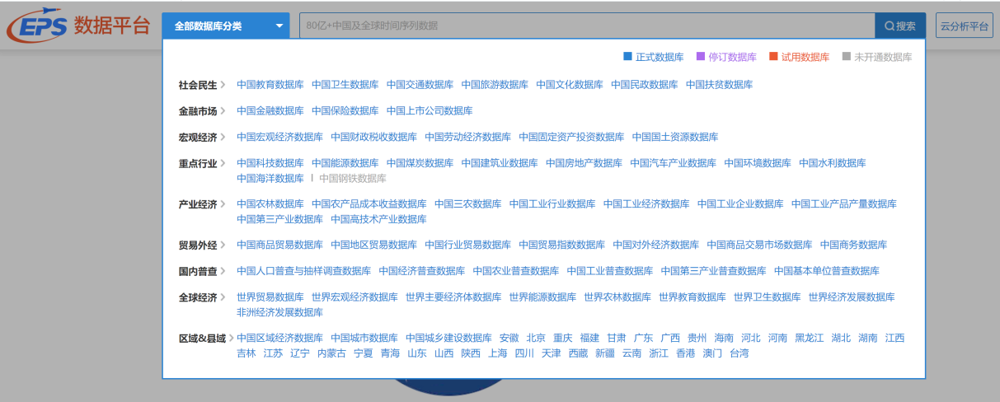 EPS 数据平台 全部数据库分类 80亿+中国及全球时间序列数据 搜索 云分析平台
正式数据库 停订数据库 试用数据库 未开通数据库
社会民生 > 中国教育数据库 中国卫生数据库 中国交通数据库 中国旅游数据库 中国文化数据库 中国民政数据库 中国扶贫数据库
金融市场 > 中国金融数据库 中国保险数据库 中国上市公司数据库
宏观经济 > 中国宏观经济数据库 中国财政税收数据库 中国劳动经济数据库 中国固定资产投资数据库 中国国土资源数据库
重点行业 > 中国科技数据库 中国能源数据库 中国煤炭数据库 中国建筑业数据库 中国房地产数据库 中国汽车产业数据库 中国环境数据库 中国水利数据库
中国海洋数据库 | 中国钢铁数据库
产业经济 > 中国农林数据库 中国农产品成本收益数据库 中国三农数据库 中国工业行业数据库 中国工业经济数据库 中国工业企业数据库 中国工业产品产量数据库
中国第三产业数据库 中国高技术产业数据库
贸易外经 > 中国商品贸易数据库 中国地区贸易数据库 中国行业贸易数据库 中国贸易指数数据库 中国对外经济数据库 中国商品交易市场数据库 中国商务数据库
国内普查 > 中国人口普查与抽样调查数据库 中国经济普查数据库 中国农业普查数据库 中国工业普查数据库 中国第三产业普查数据库 中国基本单位普查数据库
全球经济 > 世界贸易数据库 世界宏观经济数据库 世界主要经济体数据库 世界能源数据库 世界农林数据库 世界教育数据库 世界卫生数据库 世界经济发展数据库
非洲经济发展数据库
区域&县域 > 中国区域经济数据库 中国城市数据库 中国城乡建设数据库 安徽 北京 重庆 福建 甘肃 广东 广西 贵州 海南 河北 河南 黑龙江 湖北 湖南 江西
吉林 江苏 辽宁 内蒙古 宁夏 青海 山东 山西 陕西 上海 四川 天津 西藏 新疆 云南 浙江 香港 澳门 台湾